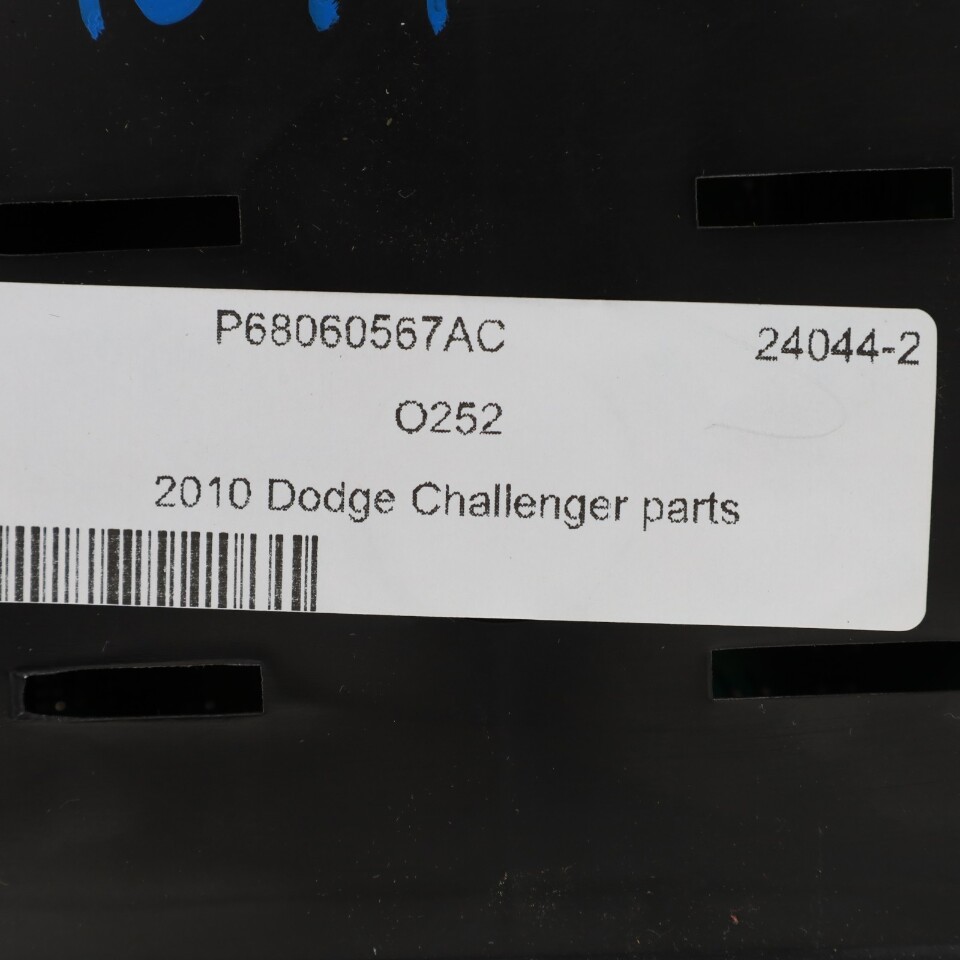 P68060567AC 24044-2
O252
2010 Dodge Challenger parts